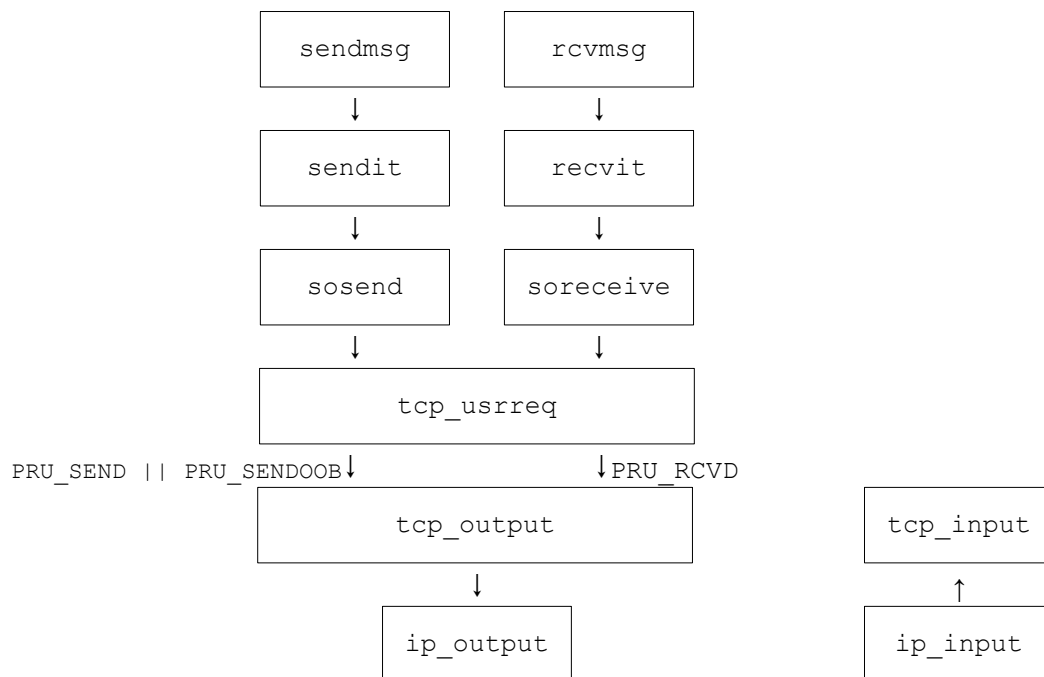 sendmsg rcvmsg
sendit recvit
sosend soreceive
tcp_usrreq
PRU_SEND || PRU_SENDOOB PRU_RCVD
tcp_output tcp_input
ip_output ip_input